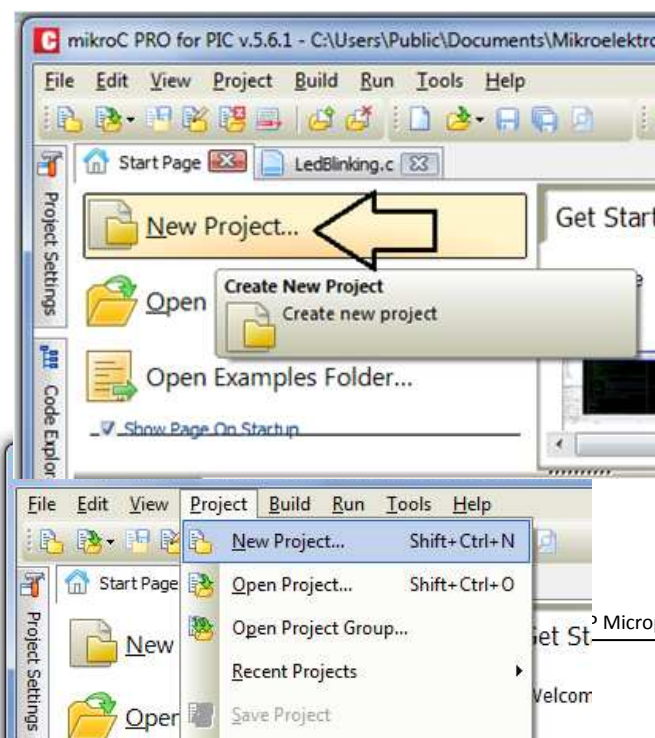 mikroC PRO for PIC v.5.6.1 - C:\Users\Public\Documents\Mikroelektro
File Edit View Project Build Run Tools Help
Start Page LedBlinking.c
Project Settings
New Project...
Get Start
Create New Project
Create new project
Open
Open Examples Folder...
Code Explor
Show Page On Startup
File Edit View Project Build Run Tools Help
New Project... Shift+Ctrl+N
Start Page
Open Project... Shift+Ctrl+O
Project Settings
New
Open Project Group...
Get St
P Microp
Recent Projects
Welcom
Open
Save Project